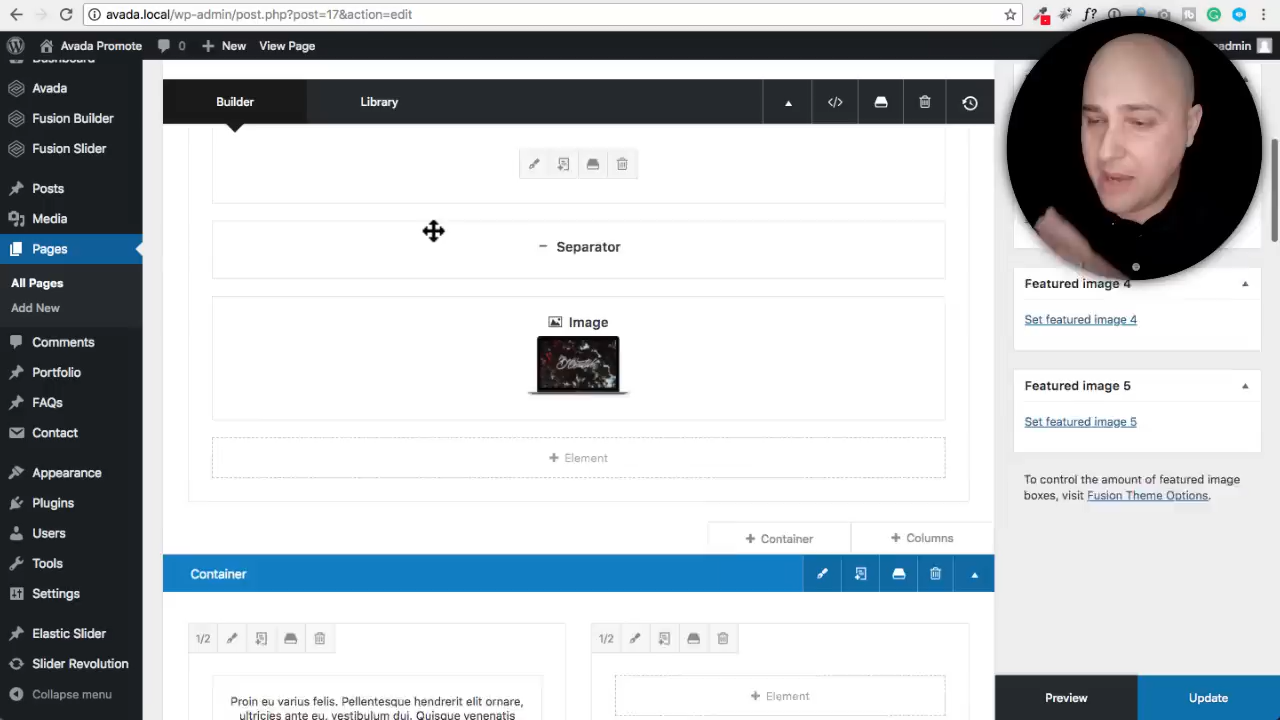 avada.local/wp-admin/post.php?post=17&action=edit
Avada Promote
0
New
View Page
admin
Dashboard
Avada
Fusion Builder
Fusion Slider
Posts
Media
Pages
All Pages
Add New
Comments
Portfolio
FAQs
Contact
Appearance
Plugins
Users
Tools
Settings
Elastic Slider
Slider Revolution
Collapse menu
Builder
Library
Separator
Image
+ Element
+ Container
+ Columns
Container
1/2
1/2
Proin eu varius felis. Pellentesque hendrerit elit ornare,
ultricies ante eu, vestibulum dui. Quisque venenatis
+ Element
Featured image 4
Set featured image 4
Featured image 5
Set featured image 5
To control the amount of featured image
boxes, visit Fusion Theme Options.
Preview
Update